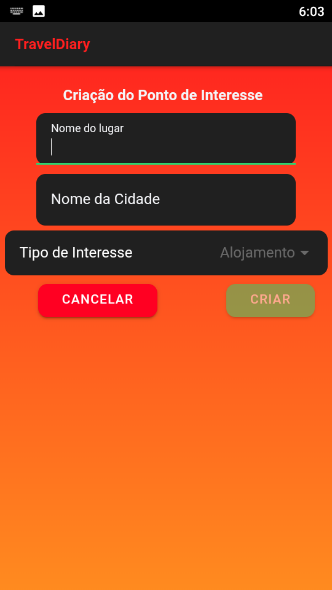 6:03
TravelDiary
Criação do Ponto de Interesse
Nome do lugar
Nome da Cidade
Tipo de Interesse Alojamento
CANCELAR CRIAR